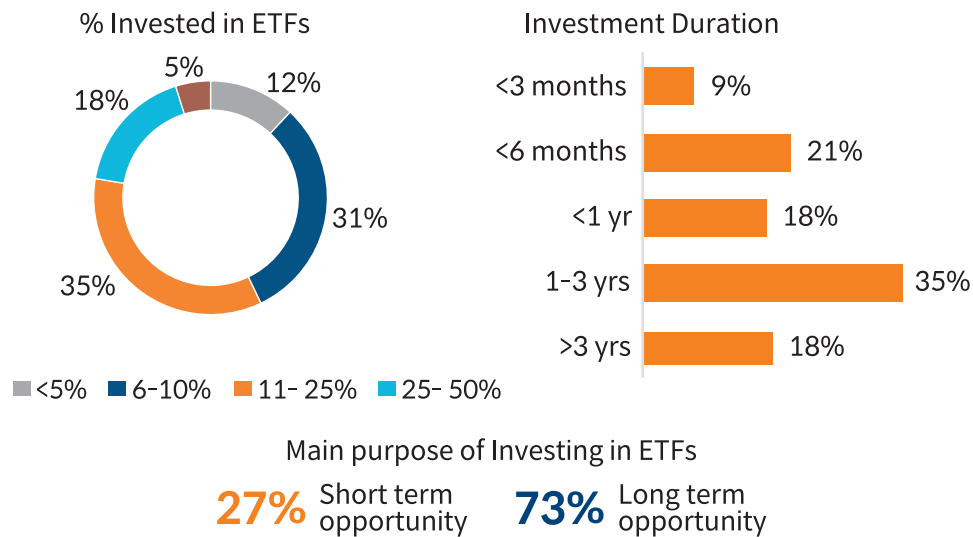 % Invested in ETFs
5%
12%
18%
31%
35%
<5% 6–10% 11– 25% 25– 50%
Investment Duration
<3 months 9%
<6 months 21%
<1 yr 18%
1–3 yrs 35%
>3 yrs 18%
Main purpose of Investing in ETFs
27% Short term
opportunity
73% Long term
opportunity